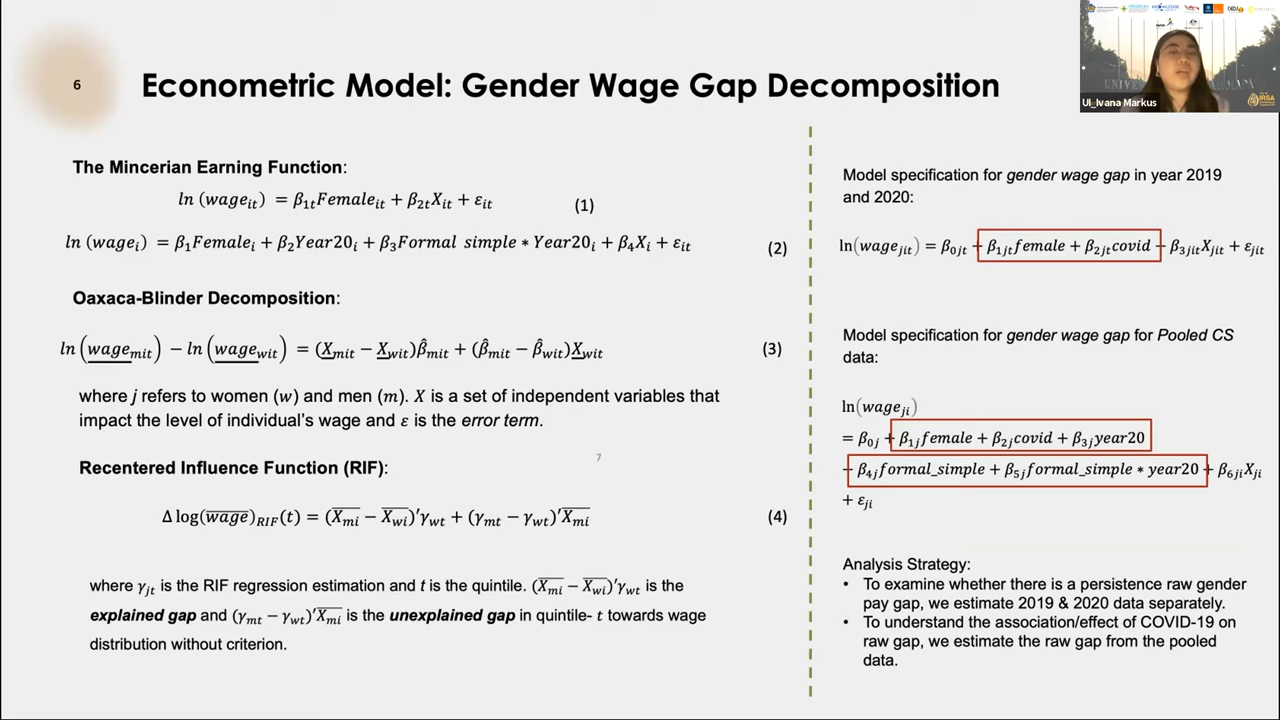 6
Econometric Model: Gender Wage Gap Decomposition
UI_Ivana Markus
The Mincerian Earning Function:
ln (wage_it) = β_1t Female_it + β_2t X_it + ε_it (1)
ln (wage_i) = β_1 Female_i + β_2 Year20_i + β_3 Formal simple * Year20_i + β_4 X_i + ε_it (2)
Oaxaca-Blinder Decomposition:
ln (wage_mit) − ln (wage_wit) = (X_mit − X_wit)β̂_mit + (β̂_mit − β̂_wit)X_wit (3)
where j refers to women (w) and men (m). X is a set of independent variables that
impact the level of individual's wage and ε is the error term.
7
Recentered Influence Function (RIF):
Δ log(wage)_RIF(t) = (X_mi − X_wi)'γ_wt + (γ_mt − γ_wt)'X_mi (4)
where γ_jt is the RIF regression estimation and t is the quintile. (X_mi − X_wi)'γ_wt is the
explained gap and (γ_mt − γ_wt)'X_mi is the unexplained gap in quintile- t towards wage
distribution without criterion.
Model specification for gender wage gap in year 2019
and 2020:
ln(wage_jit) = β_0jt + β_1jt female + β_2jt covid + β_3jit X_jit + ε_jit
Model specification for gender wage gap for Pooled CS
data:
ln(wage_ji)
= β_0j + β_1j female + β_2j covid + β_3j year20
+ β_4j formal_simple + β_5j formal_simple * year20 + β_6ji X_ji
+ ε_ji
Analysis Strategy:
• To examine whether there is a persistence raw gender
pay gap, we estimate 2019 & 2020 data separately.
• To understand the association/effect of COVID-19 on
raw gap, we estimate the raw gap from the pooled
data.